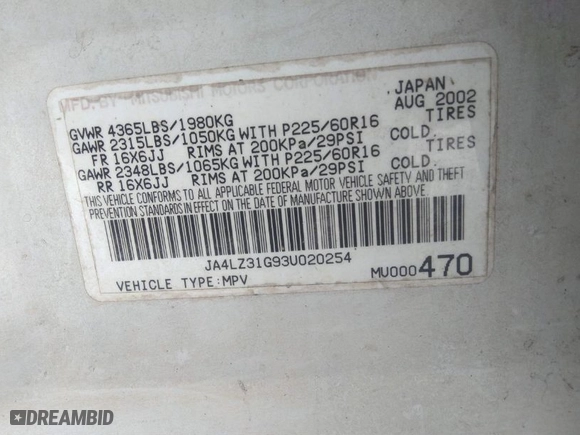 MFD.BY MITSUBISHI MOTORS CORPORATION
JAPAN
AUG 2002
GVWR 4365LBS/1980KG
GAWR 2315LBS/1050KG WITH P225/60R16 TIRES
FR 16X6JJ RIMS AT 200KPa/29PSI COLD.
GAWR 2348LBS/1065KG WITH P225/60R16 TIRES
RR 16X6JJ RIMS AT 200KPa/29PSI COLD.
THIS VEHICLE CONFORMS TO ALL APPLICABLE FEDERAL MOTOR VEHICLE SAFETY AND THEFT
PREVENTION STANDARDS IN EFFECT ON THE DATE OF MANUFACTURE SHOWN ABOVE.
JA4LZ31G93U020254
VEHICLE TYPE:MPV
MU000470
DREAMBID